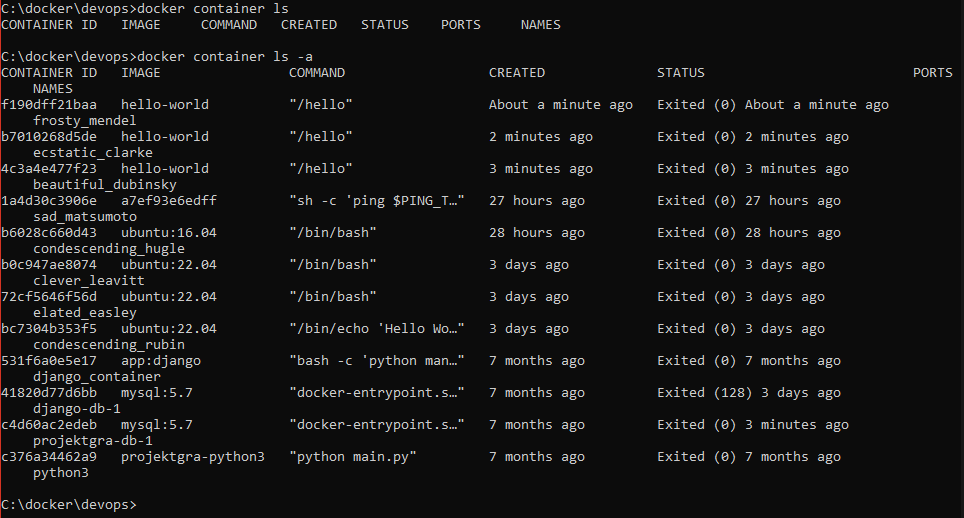 C:\docker\devops>docker container ls
CONTAINER ID   IMAGE     COMMAND   CREATED   STATUS    PORTS     NAMES

C:\docker\devops>docker container ls -a
CONTAINER ID   IMAGE                COMMAND                  CREATED              STATUS                          PORTS
    NAMES
f190dff21baa   hello-world          "/hello"                 About a minute ago   Exited (0) About a minute ago
    frosty_mendel
b7010268d5de   hello-world          "/hello"                 2 minutes ago        Exited (0) 2 minutes ago
    ecstatic_clarke
4c3a4e477f23   hello-world          "/hello"                 3 minutes ago        Exited (0) 3 minutes ago
    beautiful_dubinsky
1a4d30c3906e   a7ef93e6edff         "sh -c 'ping $PING_T…"   27 hours ago         Exited (0) 27 hours ago
    sad_matsumoto
b6028c660d43   ubuntu:16.04         "/bin/bash"              28 hours ago         Exited (0) 28 hours ago
    condescending_hugle
b0c947ae8074   ubuntu:22.04         "/bin/bash"              3 days ago           Exited (0) 3 days ago
    clever_leavitt
72cf5646f56d   ubuntu:22.04         "/bin/bash"              3 days ago           Exited (0) 3 days ago
    elated_easley
bc7304b353f5   ubuntu:22.04         "/bin/echo 'Hello Wo…"   3 days ago           Exited (0) 3 days ago
    condescending_rubin
531f6a0e5e17   app:django           "bash -c 'python man…"   7 months ago         Exited (0) 7 months ago
    django_container
41820d77d6bb   mysql:5.7            "docker-entrypoint.s…"   7 months ago         Exited (128) 3 days ago
    django-db-1
c4d60ac2edeb   mysql:5.7            "docker-entrypoint.s…"   7 months ago         Exited (0) 3 minutes ago
    projektgra-db-1
c376a34462a9   projektgra-python3   "python main.py"         7 months ago         Exited (0) 7 months ago
    python3

C:\docker\devops>